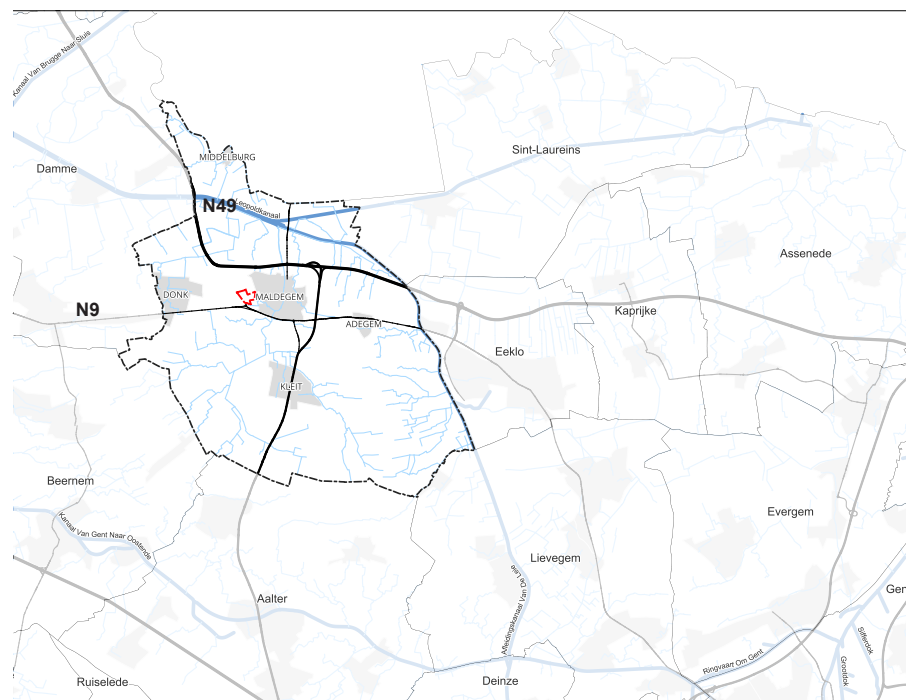 Kanaal Van Brugge Naar Sluis
MIDDELBURG
Sint-Laureins
Damme
N49
Leopoldkanaal
Assenede
DONK
MALDEGEM
N9
Kaprijke
ADEGEM
Eeklo
KLEIT
Beernem
Kanaal Van Gent Naar Oostende
Evergem
Lievegem
Afleidingskanaal Van De Leie
Aalter
Gen
Sifferdok
Grootdok
Ringvaart Om Gent
Ruiselede
Deinze